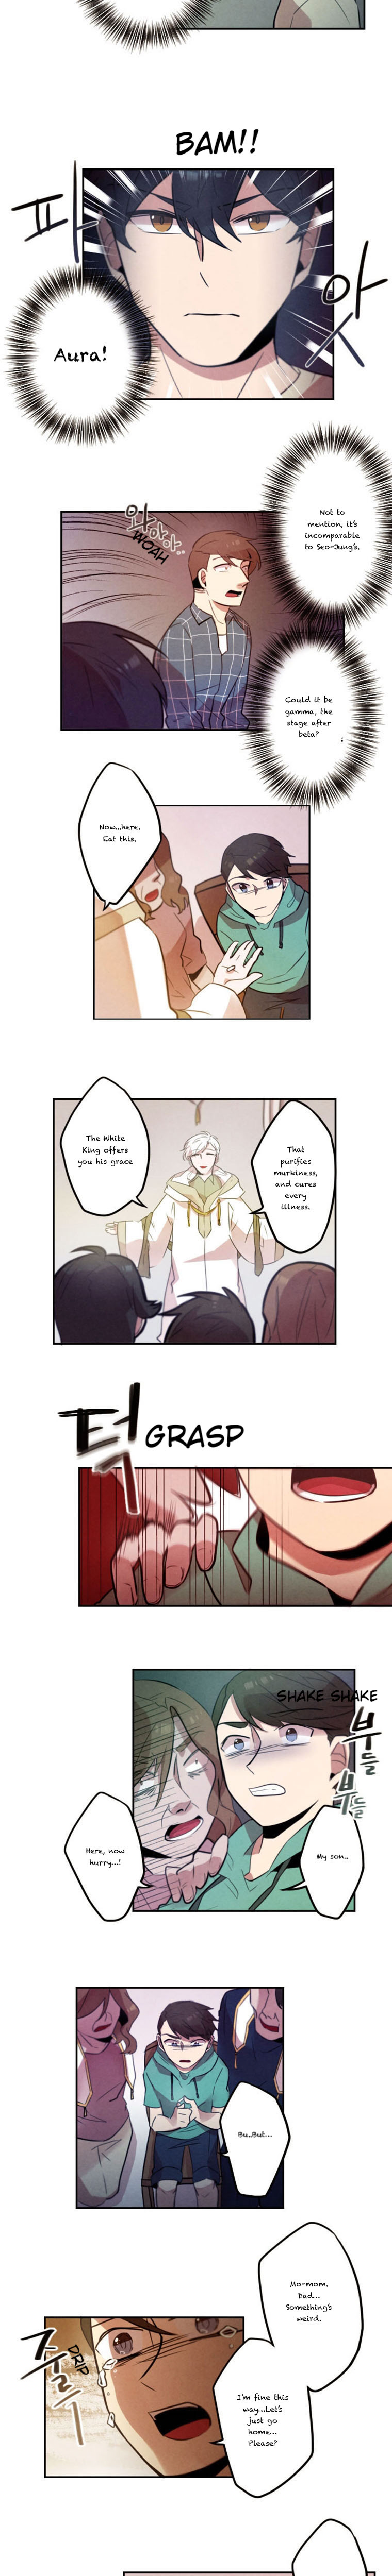 BAM!!
파
앗
Aura!
와아아..
WOAH
Not to
mention, it's
incomparable
to Seo-Jung's.
Could it be
gamma, the
stage after
beta?
Now...here.
Eat this.
The White
King offers
you his grace
That
purifies
murkiness,
and cures
every
illness.
턱
GRASP
SHAKE SHAKE
부들
부들
Here, now
hurry...!
My son..
Bu..But...
Mo-mom.
Dad...
Something's
weird.
주륵
DRIP
I'm fine this
way...Let's
just go
home...
Please?